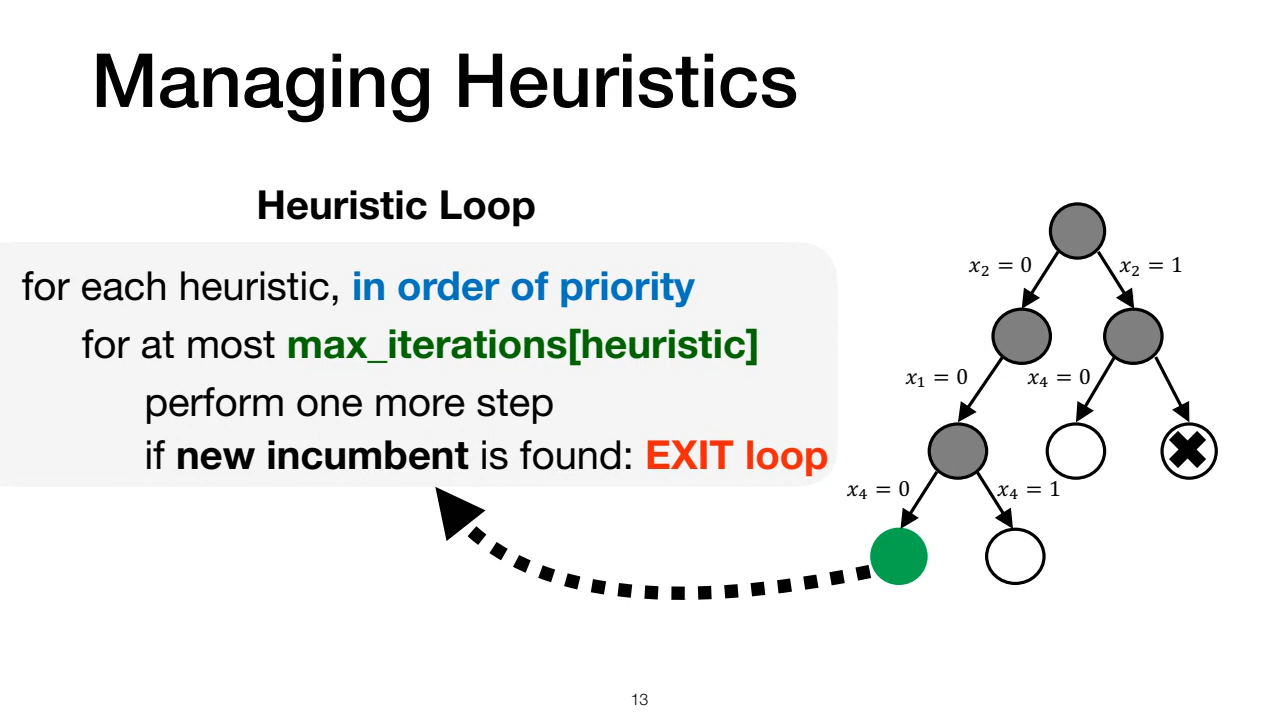 Managing Heuristics
Heuristic Loop
for each heuristic, in order of priority
for at most max_iterations[heuristic]
perform one more step
if new incumbent is found: EXIT loop
x₂ = 0
x₂ = 1
x₁ = 0
x₄ = 0
x₄ = 0
x₄ = 1
13